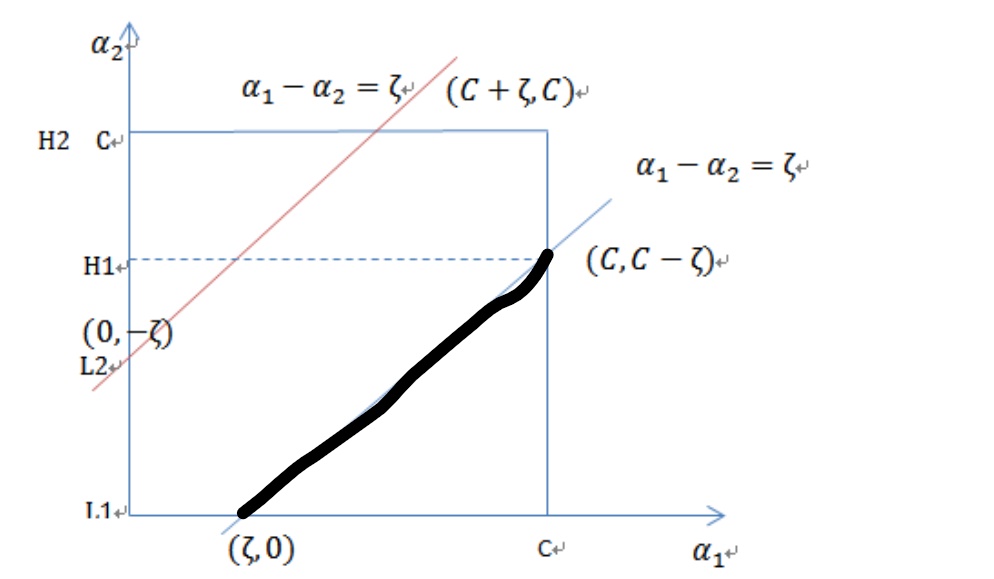 α₂↵
α₁ − α₂ = ζ↵
(C + ζ, C)↵
H2 C↵
α₁ − α₂ = ζ↵
H1↵
(C, C − ζ)↵
(0, −ζ)
L2↵
L1↵
(ζ, 0)
C↵
α₁↵